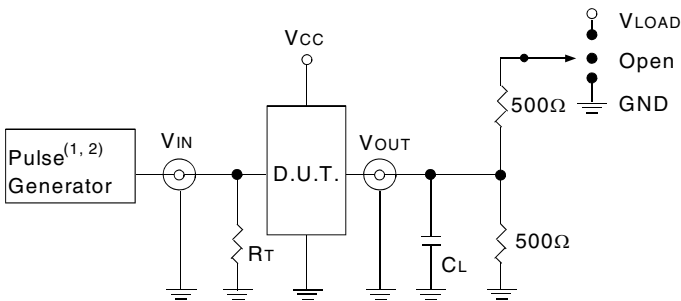 VLOAD
VCC
Open
500Ω
GND
VIN
VOUT
Pulse(1, 2)
Generator
D.U.T.
RT
CL
500Ω